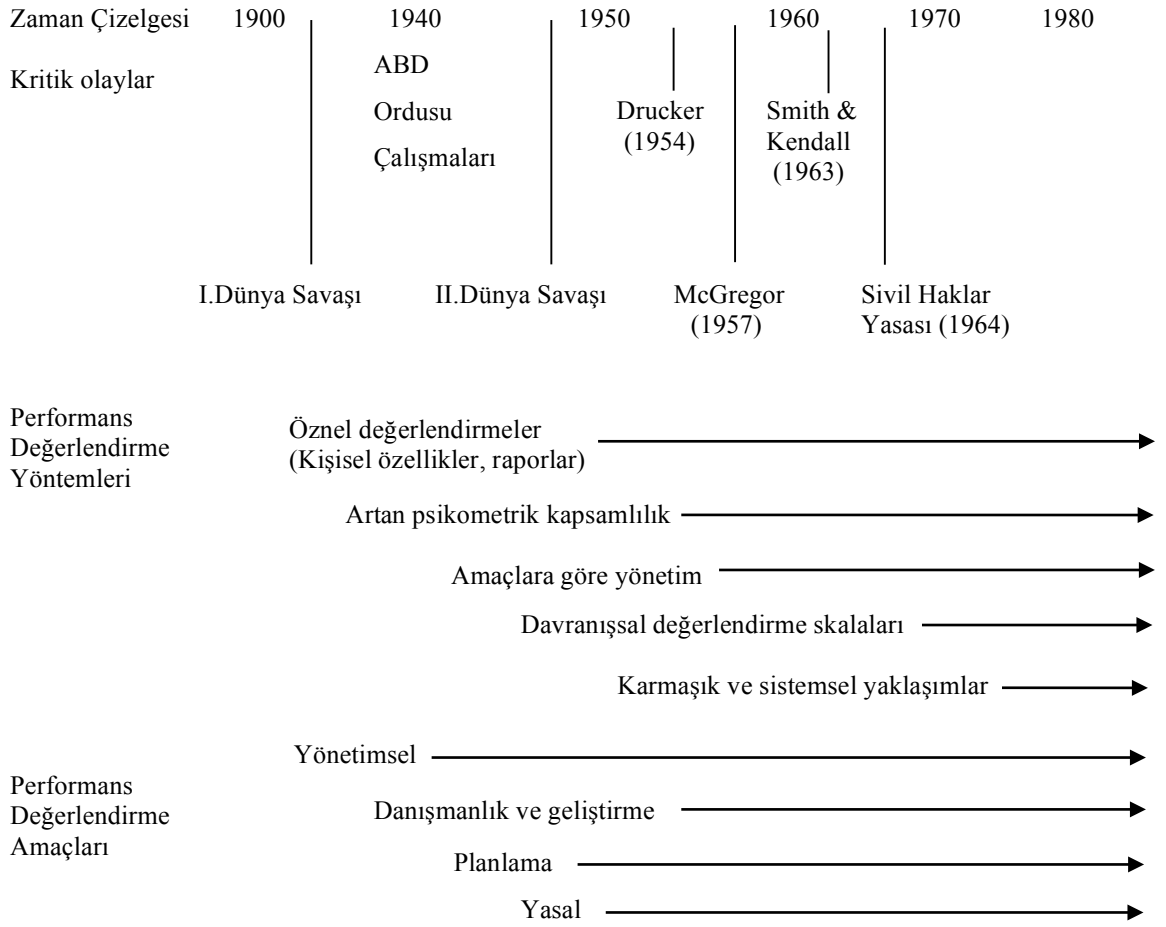 Zaman Çizelgesi 1900 1940 1950 1960 1970 1980
Kritik olaylar
ABD
Ordusu
Çalışmaları
Drucker
(1954)
Smith &
Kendall
(1963)
I.Dünya Savaşı
II.Dünya Savaşı
McGregor
(1957)
Sivil Haklar
Yasası (1964)
Performans
Değerlendirme
Yöntemleri
Öznel değerlendirmeler
(Kişisel özellikler, raporlar)
Artan psikometrik kapsamlılık
Amaçlara göre yönetim
Davranışsal değerlendirme skalaları
Karmaşık ve sistemsel yaklaşımlar
Performans
Değerlendirme
Amaçları
Yönetimsel
Danışmanlık ve geliştirme
Planlama
Yasal